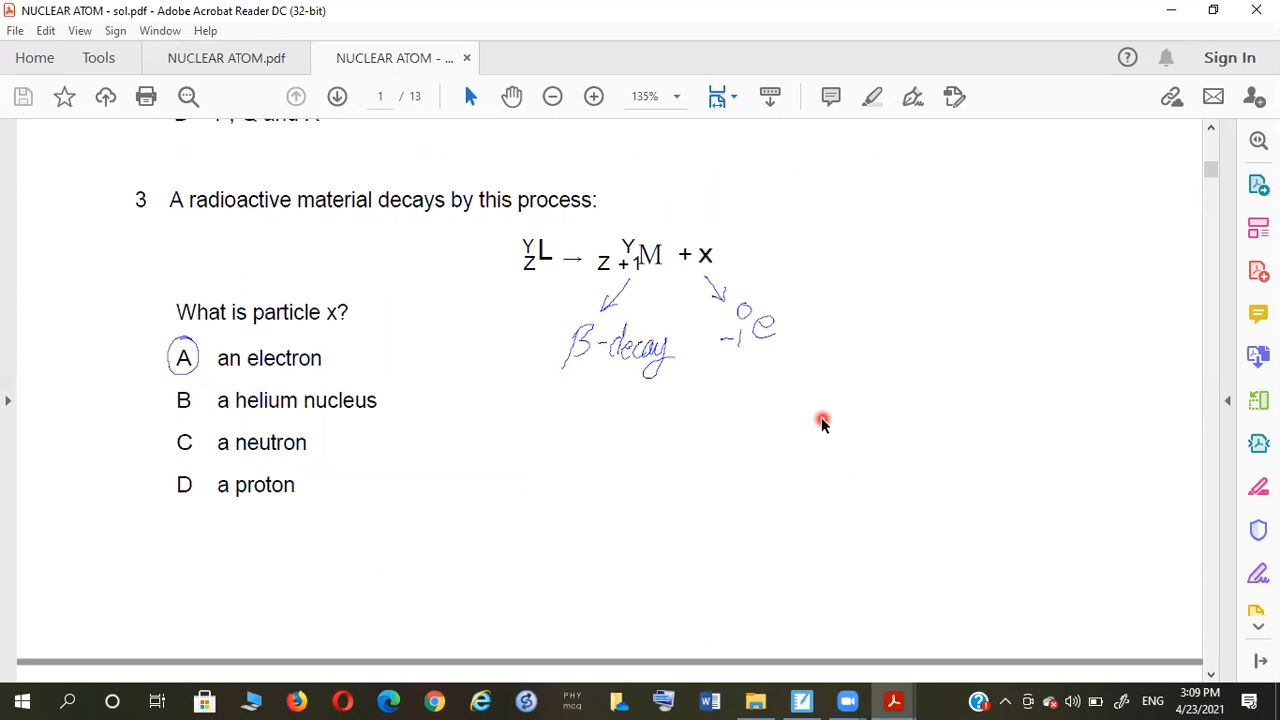 NUCLEAR ATOM - sol.pdf - Adobe Acrobat Reader DC (32-bit)
File Edit View Sign Window Help
Home Tools NUCLEAR ATOM.pdf NUCLEAR ATOM - ... × Sign In
1 / 13 135%
3 A radioactive material decays by this process:
Y Z L → Y Z +1 M + x
What is particle x?
β-decay
0 -1 e
A an electron
B a helium nucleus
C a neutron
D a proton
PHY mcq ENG 3:09 PM
4/23/2021